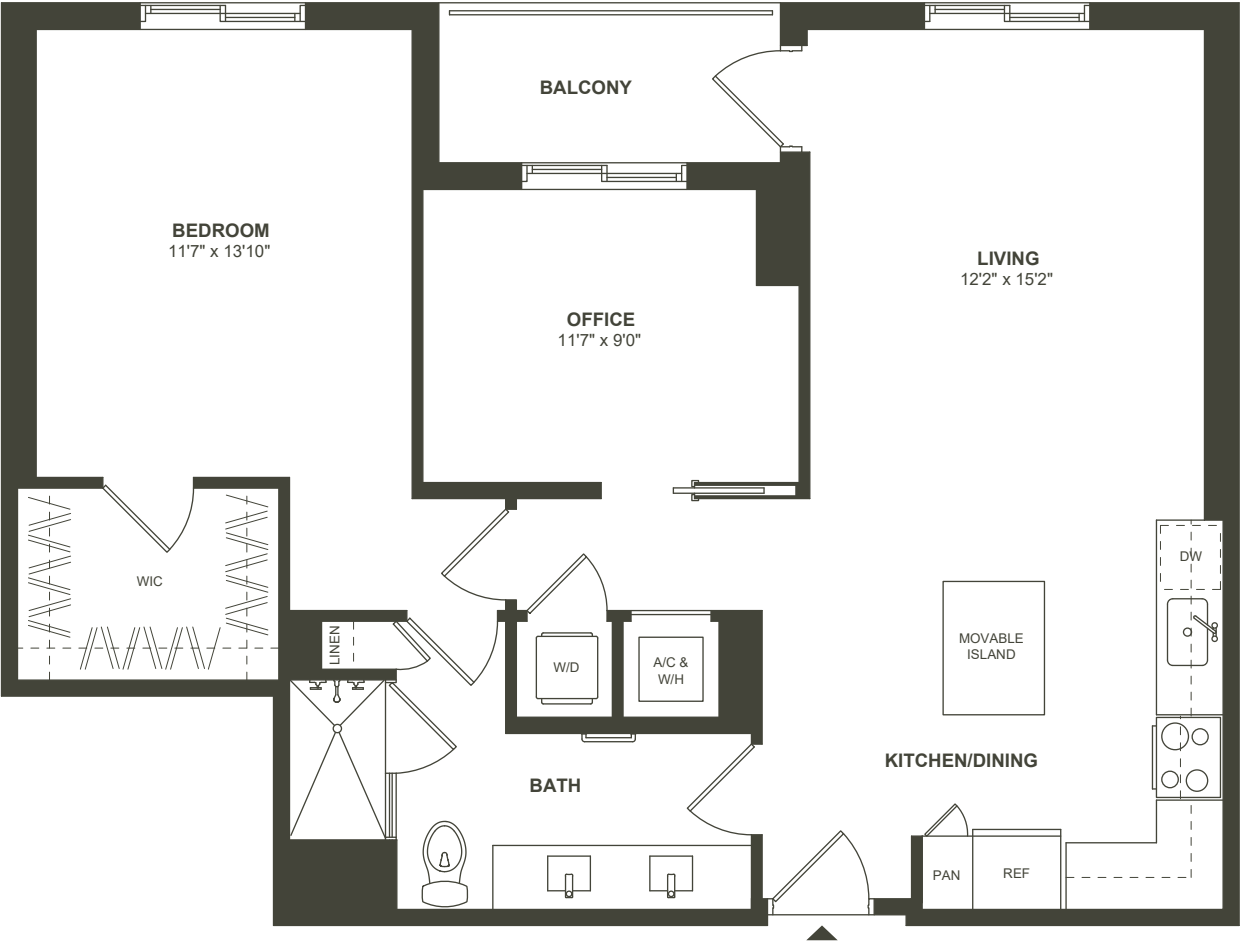 BALCONY
BEDROOM
11'7" x 13'10"
LIVING
12'2" x 15'2"
OFFICE
11'7" x 9'0"
DW
WIC
LINEN
MOVABLE
ISLAND
W/D
A/C &
W/H
KITCHEN/DINING
BATH
PAN
REF